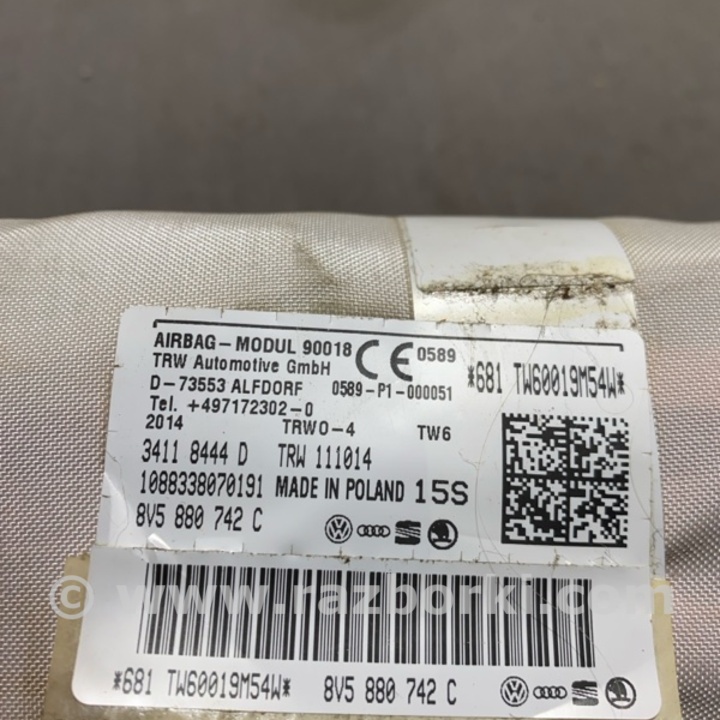 AIRBAG-MODUL 90018 CE 0589
TRW Automotive GmbH
D-73553 ALFDORF 0589-P1-000051
*681 TW60019M54W*
Tel. +497172302-0
2014 TRWO-4 TW6
3411 8444 D TRW 111014
1088338070191 MADE IN POLAND 15S
8V5 880 742 C
© www.razborki.com
*681 TW60019M54W* 8V5 880 742 C